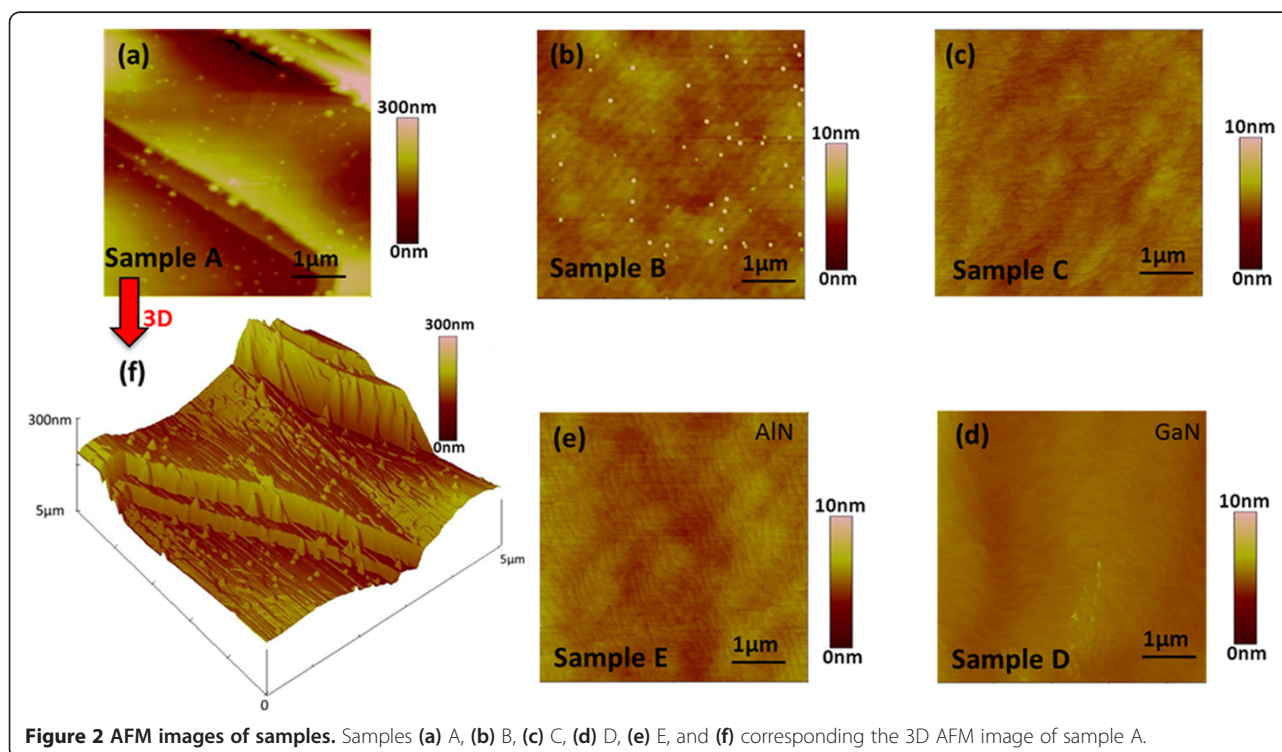 (a)
300nm
0nm
Sample A
1μm
(b)
10nm
0nm
Sample B
1μm
(c)
10nm
0nm
Sample C
1μm
3D
(f)
300nm
0nm
300nm
5μm
5μm
0
(e)
AlN
10nm
0nm
Sample E
1μm
(d)
GaN
10nm
0nm
Sample D
1μm
Figure 2 AFM images of samples. Samples (a) A, (b) B, (c) C, (d) D, (e) E, and (f) corresponding the 3D AFM image of sample A.